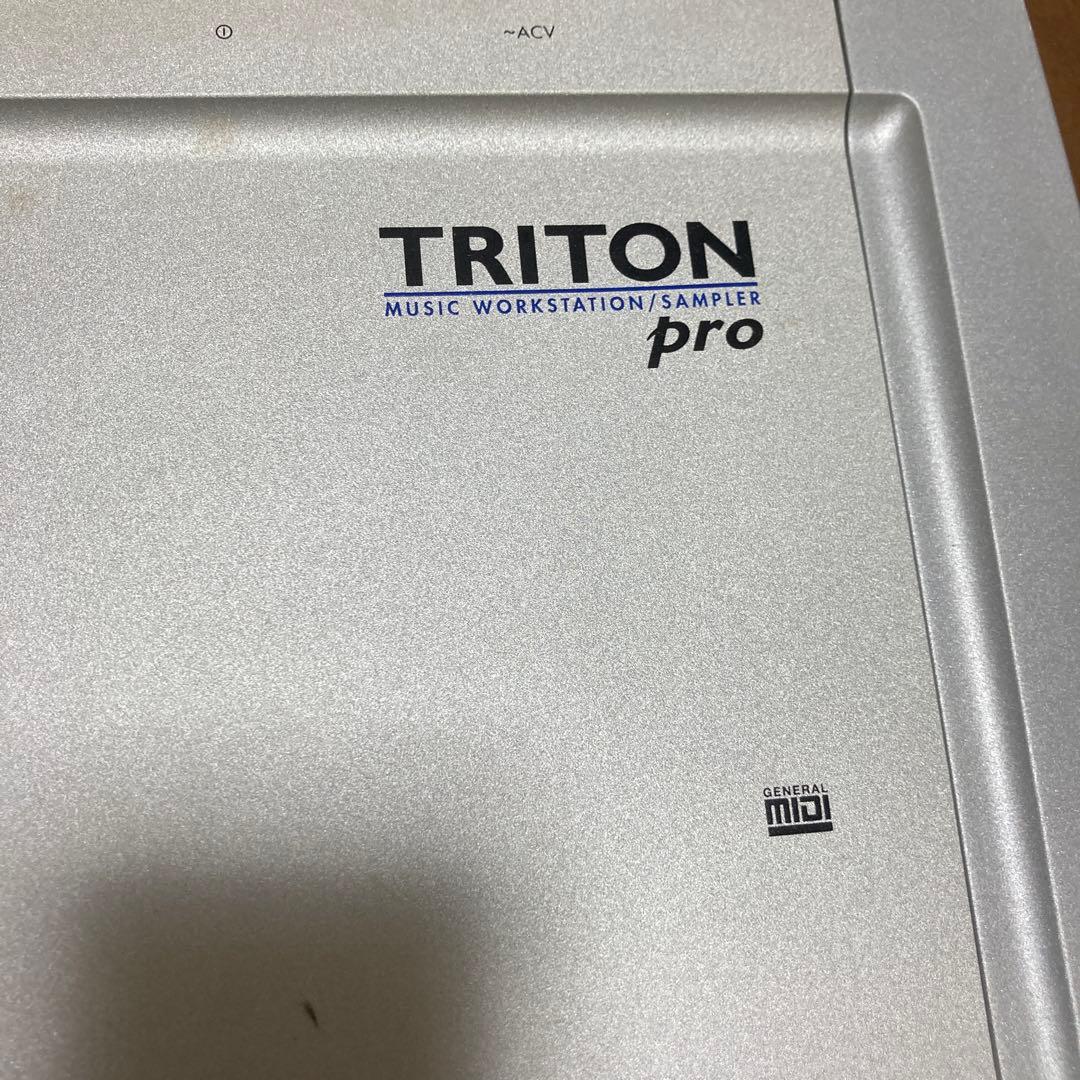 ~ACV
TRITON
MUSIC WORKSTATION/SAMPLER
pro
GENERAL
MIDI